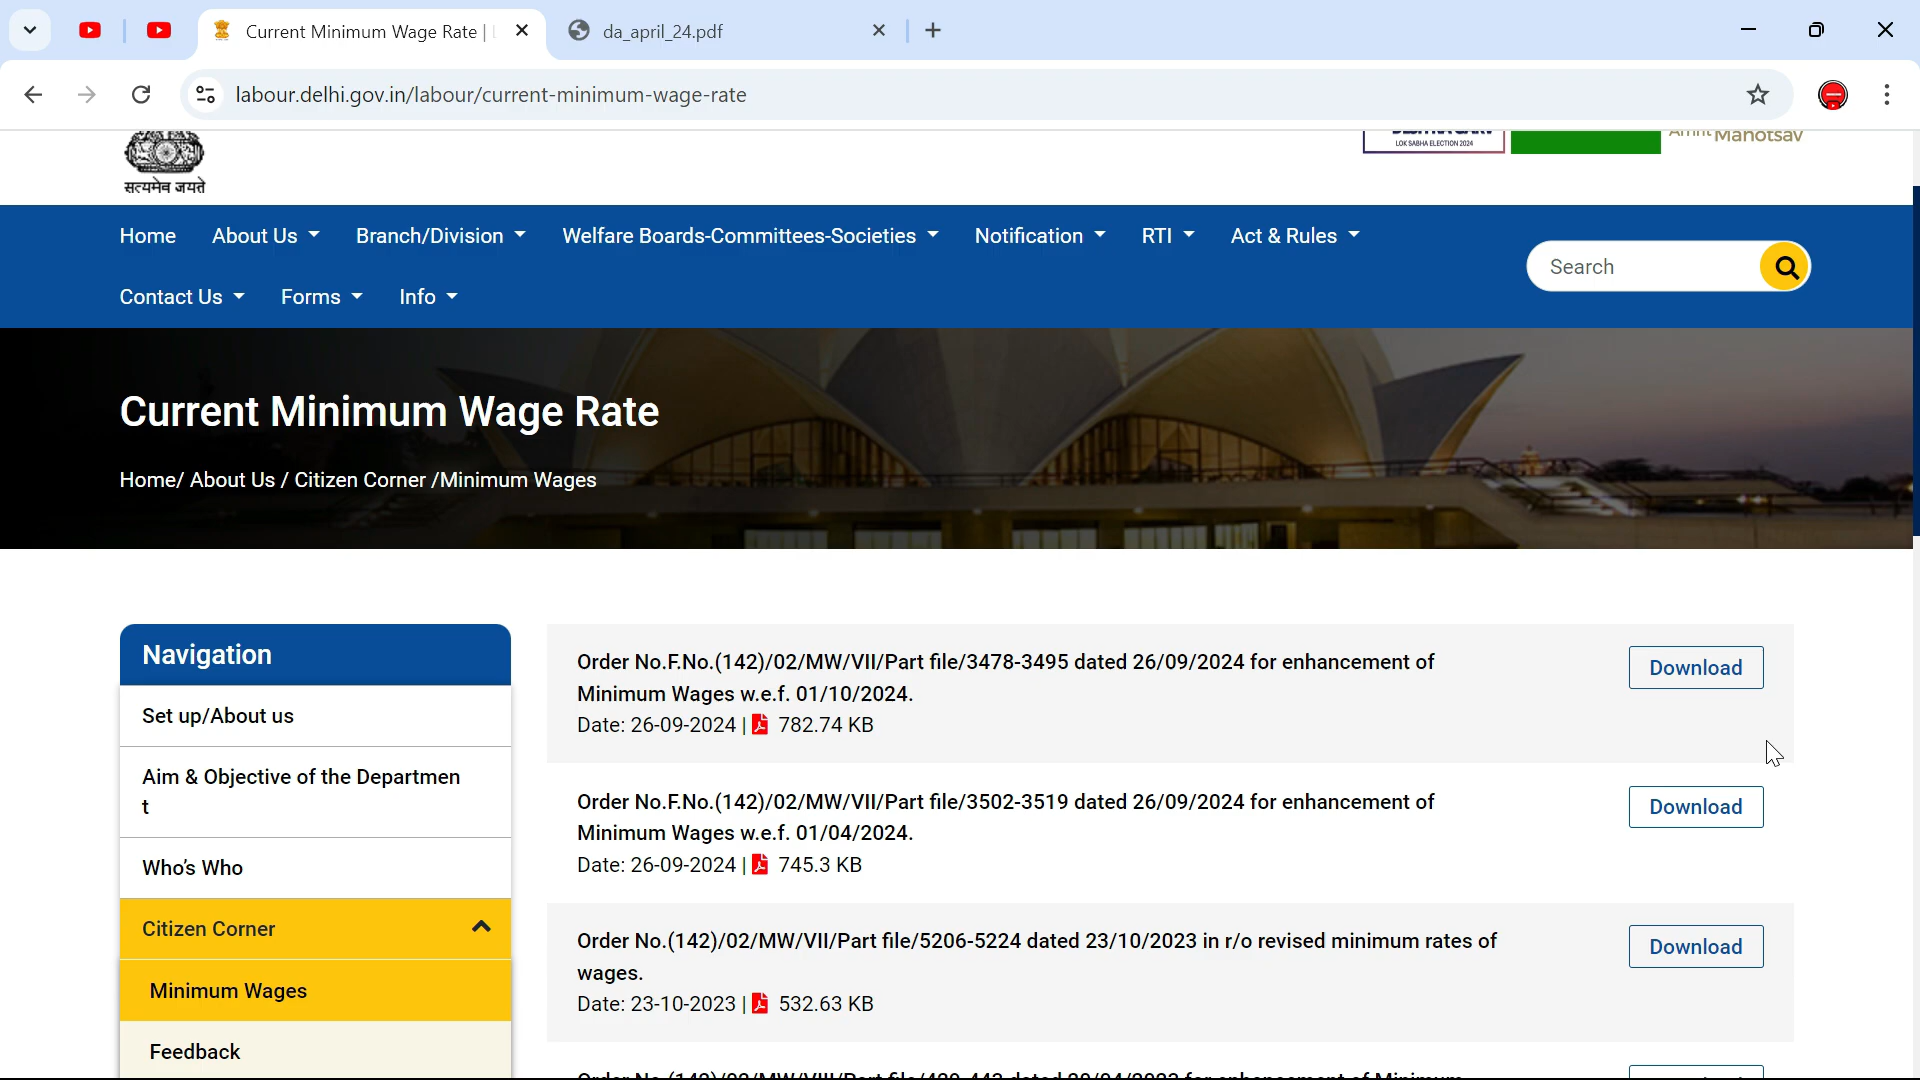 Current Minimum Wage Rate |
da_april_24.pdf
labour.delhi.gov.in/labour/current-minimum-wage-rate
सत्यमेव जयते
LOK SABHA ELECTION 2024
Amrit Mahotsav
Home
About Us
Branch/Division
Welfare Boards-Committees-Societies
Notification
RTI
Act & Rules
Contact Us
Forms
Info
Search
Current Minimum Wage Rate
Home/ About Us / Citizen Corner /Minimum Wages
Navigation
Set up/About us
Aim & Objective of the Departmen
t
Who's Who
Citizen Corner
Minimum Wages
Feedback
Order No.F.No.(142)/02/MW/VII/Part file/3478-3495 dated 26/09/2024 for enhancement of
Minimum Wages w.e.f. 01/10/2024.
Date: 26-09-2024 | 782.74 KB
Download
Order No.F.No.(142)/02/MW/VII/Part file/3502-3519 dated 26/09/2024 for enhancement of
Minimum Wages w.e.f. 01/04/2024.
Date: 26-09-2024 | 745.3 KB
Download
Order No.(142)/02/MW/VII/Part file/5206-5224 dated 23/10/2023 in r/o revised minimum rates of
wages.
Date: 23-10-2023 | 532.63 KB
Download